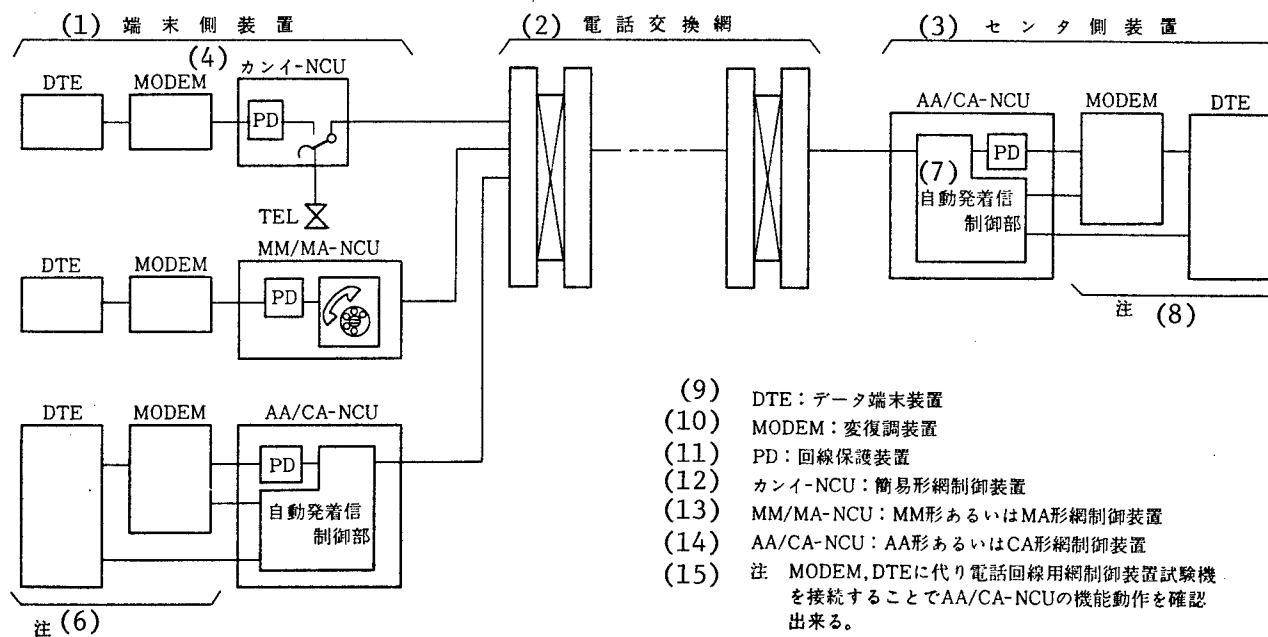 (1) 端末側装置
(2) 電話交換網
(3) センタ側装置
(4) カンイ-NCU
DTE
MODEM
PD
TEL
AA/CA-NCU
MODEM
DTE
PD
(7)
自動発着信
制御部
注 (8)
MM/MA-NCU
DTE
MODEM
PD
DTE
MODEM
AA/CA-NCU
PD
自動発着信
制御部
注 (6)
(9) DTE：データ端末装置
(10) MODEM：変復調装置
(11) PD：回線保護装置
(12) カンイ-NCU：簡易形網制御装置
(13) MM/MA-NCU：MM形あるいはMA形網制御装置
(14) AA/CA-NCU：AA形あるいはCA形網制御装置
(15) 注 MODEM,DTEに代り電話回線用網制御装置試験機
を接続することでAA/CA-NCUの機能動作を確認
出来る。